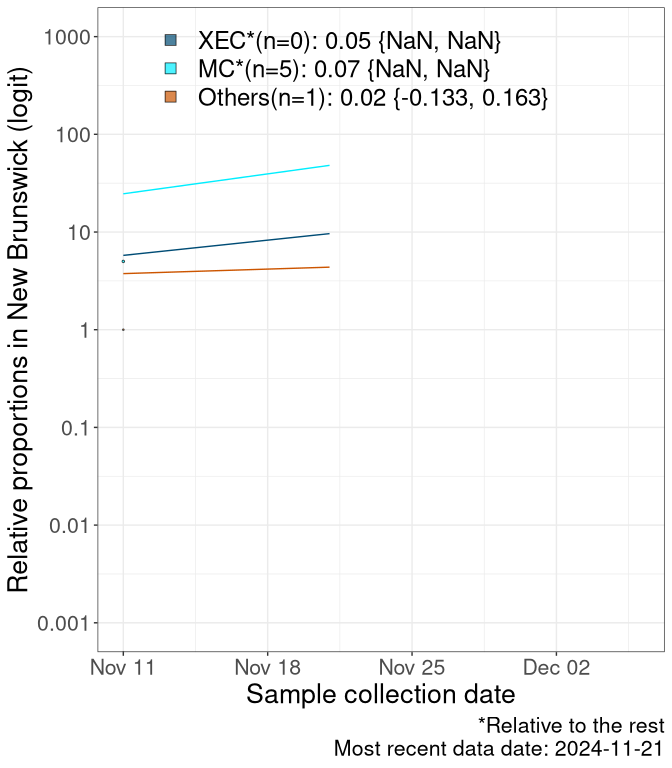 XEC*(n=0): 0.05 {NaN, NaN}
MC*(n=5): 0.07 {NaN, NaN}
Others(n=1): 0.02 {-0.133, 0.163}
Relative proportions in New Brunswick (logit)
1000
100
10
1
0.1
0.01
0.001
Nov 11 Nov 18 Nov 25 Dec 02
Sample collection date
*Relative to the rest
Most recent data date: 2024-11-21